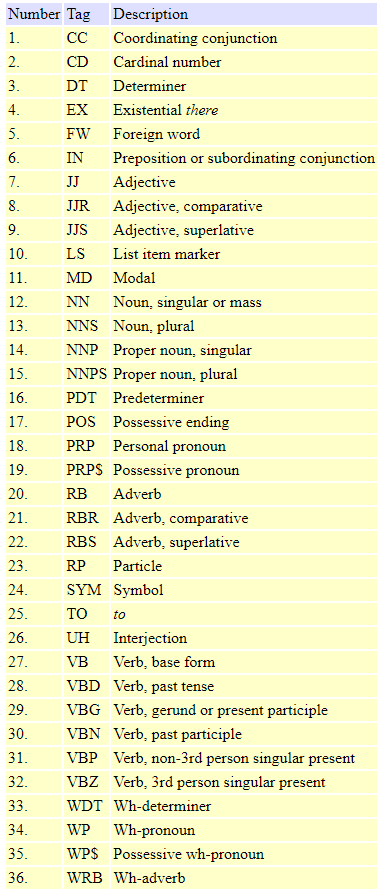 Number Tag Description
1. CC Coordinating conjunction
2. CD Cardinal number
3. DT Determiner
4. EX Existential there
5. FW Foreign word
6. IN Preposition or subordinating conjunction
7. JJ Adjective
8. JJR Adjective, comparative
9. JJS Adjective, superlative
10. LS List item marker
11. MD Modal
12. NN Noun, singular or mass
13. NNS Noun, plural
14. NNP Proper noun, singular
15. NNPS Proper noun, plural
16. PDT Predeterminer
17. POS Possessive ending
18. PRP Personal pronoun
19. PRP$ Possessive pronoun
20. RB Adverb
21. RBR Adverb, comparative
22. RBS Adverb, superlative
23. RP Particle
24. SYM Symbol
25. TO to
26. UH Interjection
27. VB Verb, base form
28. VBD Verb, past tense
29. VBG Verb, gerund or present participle
30. VBN Verb, past participle
31. VBP Verb, non-3rd person singular present
32. VBZ Verb, 3rd person singular present
33. WDT Wh-determiner
34. WP Wh-pronoun
35. WP$ Possessive wh-pronoun
36. WRB Wh-adverb